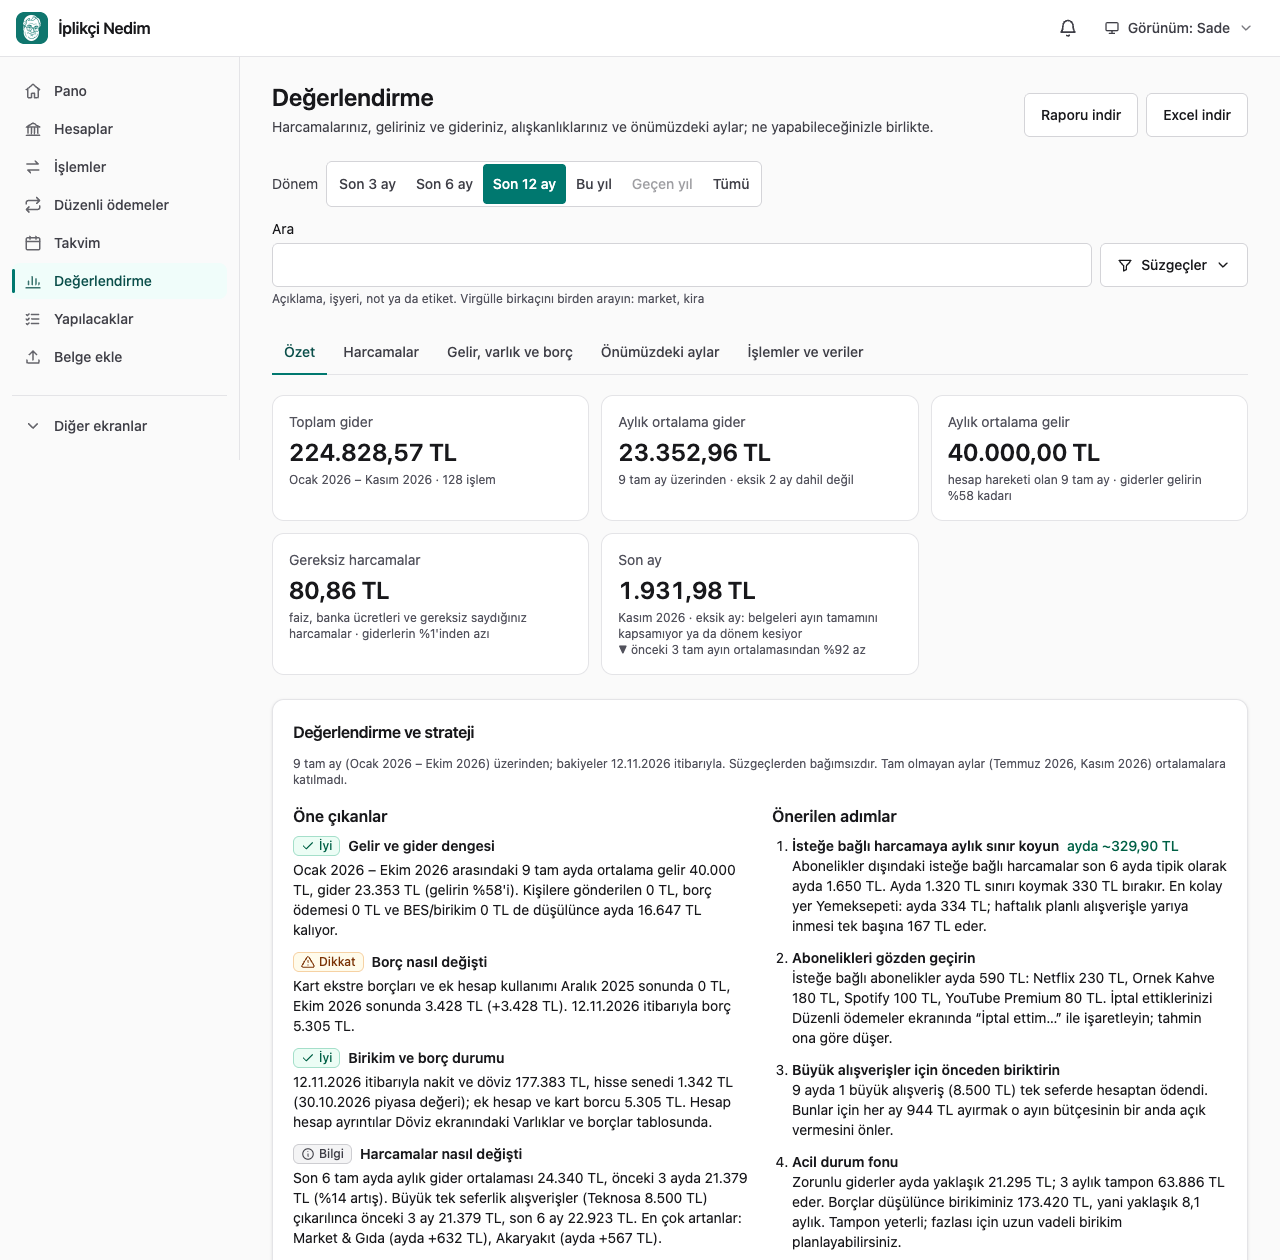 İplikçi Nedim
Görünüm: Sade
Pano
Hesaplar
İşlemler
Düzenli ödemeler
Takvim
Değerlendirme
Yapılacaklar
Belge ekle
Diğer ekranlar
Değerlendirme
Harcamalarınız, geliriniz ve gideriniz, alışkanlıklarınız ve önümüzdeki aylar; ne yapabileceğinizle birlikte.
Raporu indir
Excel indir
Dönem
Son 3 ay
Son 6 ay
Son 12 ay
Bu yıl
Geçen yıl
Tümü
Ara
Süzgeçler
Açıklama, işyeri, not ya da etiket. Virgülle birkaçını birden arayın: market, kira
Özet
Harcamalar
Gelir, varlık ve borç
Önümüzdeki aylar
İşlemler ve veriler
Toplam gider
224.828,57 TL
Ocak 2026 – Kasım 2026 · 128 işlem
Aylık ortalama gider
23.352,96 TL
9 tam ay üzerinden · eksik 2 ay dahil değil
Aylık ortalama gelir
40.000,00 TL
hesap hareketi olan 9 tam ay · giderler gelirin
%58 kadarı
Gereksiz harcamalar
80,86 TL
faiz, banka ücretleri ve gereksiz saydığınız
harcamalar · giderlerin %1'inden azı
Son ay
1.931,98 TL
Kasım 2026 · eksik ay: belgeleri ayın tamamını
kapsamıyor ya da dönem kesiyor
▼ önceki 3 tam ayın ortalamasından %92 az
Değerlendirme ve strateji
9 tam ay (Ocak 2026 – Ekim 2026) üzerinden; bakiyeler 12.11.2026 itibarıyla. Süzgeçlerden bağımsızdır. Tam olmayan aylar (Temmuz 2026, Kasım 2026) ortalamalara
katılmadı.
Öne çıkanlar
İyi Gelir ve gider dengesi
Ocak 2026 – Ekim 2026 arasındaki 9 tam ayda ortalama gelir 40.000
TL, gider 23.353 TL (gelirin %58'i). Kişilere gönderilen 0 TL, borç
ödemesi 0 TL ve BES/birikim 0 TL de düşülünce ayda 16.647 TL
kalıyor.
Dikkat Borç nasıl değişti
Kart ekstre borçları ve ek hesap kullanımı Aralık 2025 sonunda 0 TL,
Ekim 2026 sonunda 3.428 TL (+3.428 TL). 12.11.2026 itibarıyla borç
5.305 TL.
İyi Birikim ve borç durumu
12.11.2026 itibarıyla nakit ve döviz 177.383 TL, hisse senedi 1.342 TL
(30.10.2026 piyasa değeri); ek hesap ve kart borcu 5.305 TL. Hesap
hesap ayrıntılar Döviz ekranındaki Varlıklar ve borçlar tablosunda.
Bilgi Harcamalar nasıl değişti
Son 6 tam ayda aylık gider ortalaması 24.340 TL, önceki 3 ayda 21.379
TL (%14 artış). Büyük tek seferlik alışverişler (Teknosa 8.500 TL)
çıkarılınca önceki 3 ay 21.379 TL, son 6 ay 22.923 TL. En çok artanlar:
Market & Gıda (ayda +632 TL), Akaryakıt (ayda +567 TL).
Önerilen adımlar
1. İsteğe bağlı harcamaya aylık sınır koyun ayda ~329,90 TL
Abonelikler dışındaki isteğe bağlı harcamalar son 6 ayda tipik olarak
ayda 1.650 TL. Ayda 1.320 TL sınırı koymak 330 TL bırakır. En kolay
yer Yemeksepeti: ayda 334 TL; haftalık planlı alışverişle yarıya
inmesi tek başına 167 TL eder.
2. Abonelikleri gözden geçirin
İsteğe bağlı abonelikler ayda 590 TL: Netflix 230 TL, Ornek Kahve
180 TL, Spotify 100 TL, YouTube Premium 80 TL. İptal ettiklerinizi
Düzenli ödemeler ekranında “İptal ettim…” ile işaretleyin; tahmin
ona göre düşer.
3. Büyük alışverişler için önceden biriktirin
9 ayda 1 büyük alışveriş (8.500 TL) tek seferde hesaptan ödendi.
Bunlar için her ay 944 TL ayırmak o ayın bütçesinin bir anda açık
vermesini önler.
4. Acil durum fonu
Zorunlu giderler ayda yaklaşık 21.295 TL; 3 aylık tampon 63.886 TL
eder. Borçlar düşülünce birikiminiz 173.420 TL, yani yaklaşık 8,1
aylık. Tampon yeterli; fazlası için uzun vadeli birikim
planlayabilirsiniz.